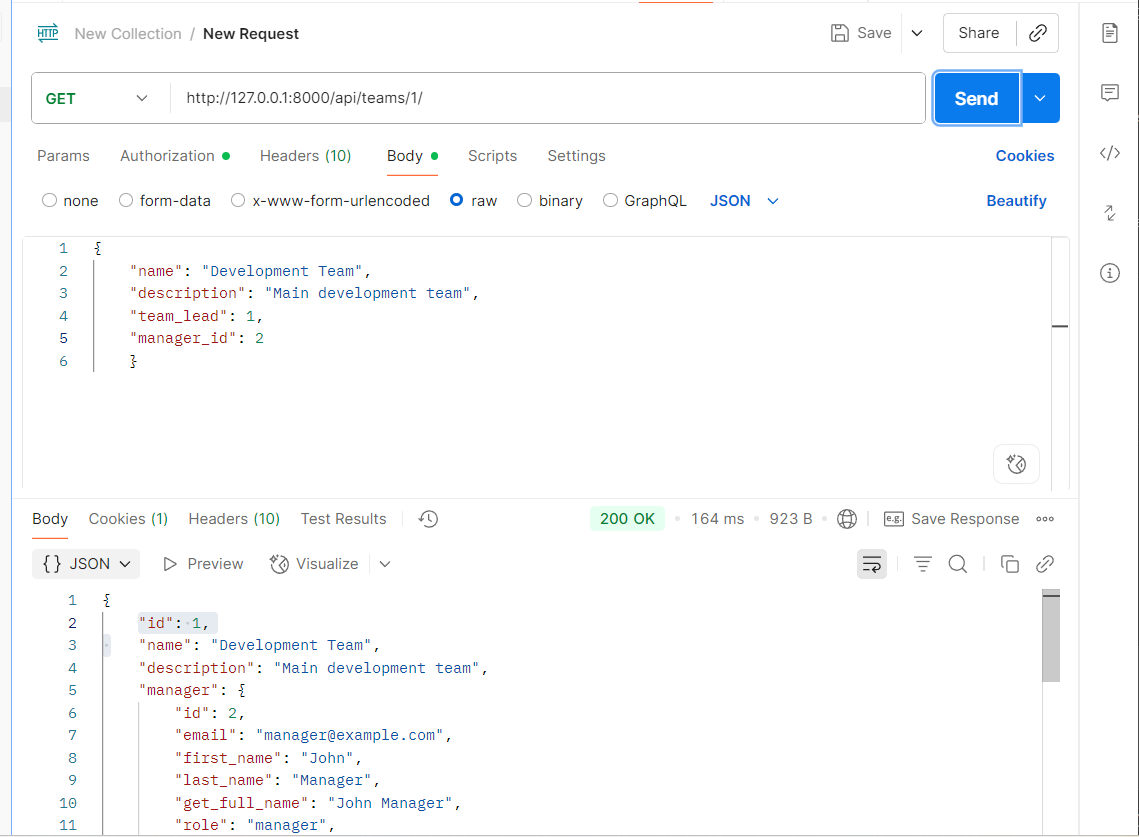 HTTP New Collection / New Request Save Share
GET http://127.0.0.1:8000/api/teams/1/ Send
Params Authorization Headers (10) Body Scripts Settings Cookies
none form-data x-www-form-urlencoded raw binary GraphQL JSON Beautify
1 {
2 "name": "Development Team",
3 "description": "Main development team",
4 "team_lead": 1,
5 "manager_id": 2
6 }
Body Cookies (1) Headers (10) Test Results 200 OK 164 ms 923 B e.g. Save Response
{} JSON Preview Visualize
1 {
2 "id": 1,
3 "name": "Development Team",
4 "description": "Main development team",
5 "manager": {
6 "id": 2,
7 "email": "manager@example.com",
8 "first_name": "John",
9 "last_name": "Manager",
10 "get_full_name": "John Manager",
11 "role": "manager",